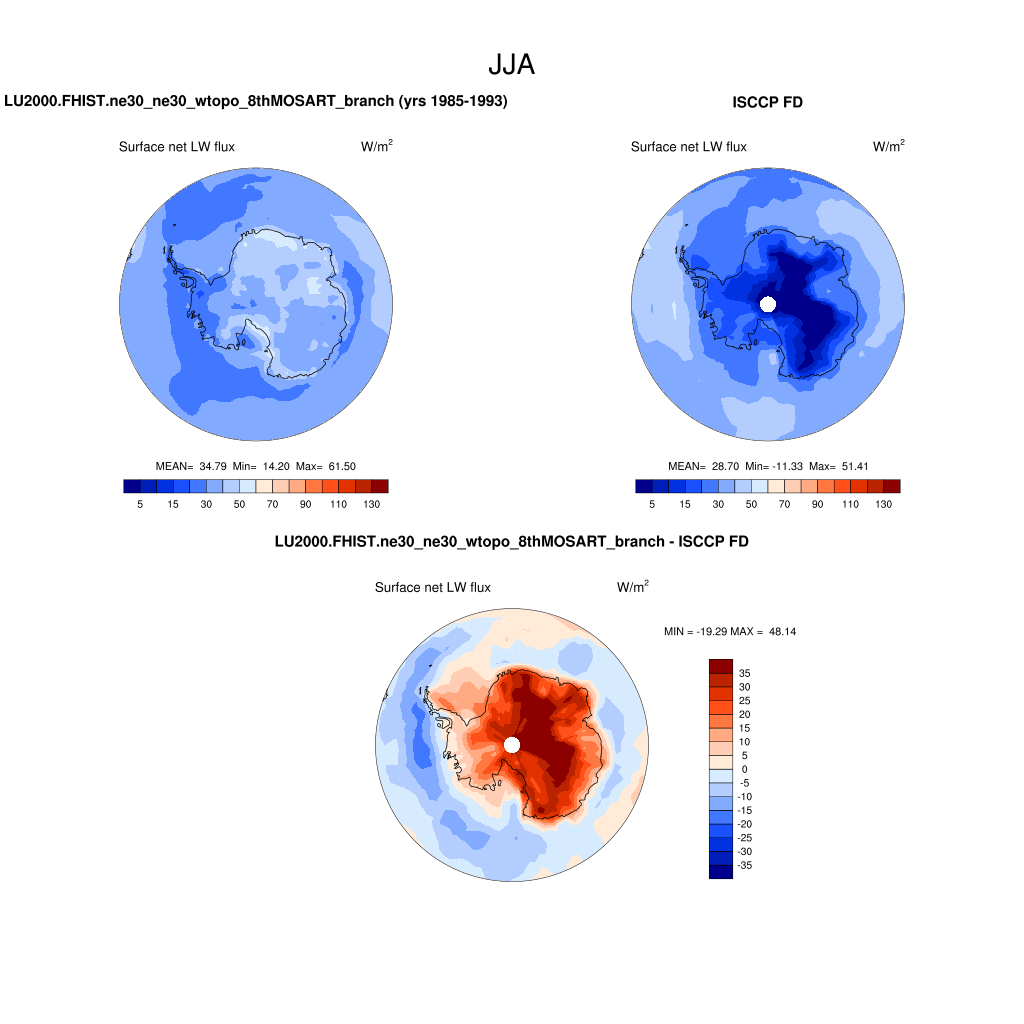 JJA
LU2000.FHIST.ne30_ne30_wtopo_8thMOSART_branch (yrs 1985-1993)
ISCCP FD
Surface net LW flux W/m2
Surface net LW flux W/m2
MEAN= 34.79 Min= 14.20 Max= 61.50
MEAN= 28.70 Min= -11.33 Max= 51.41
5 15 30 50 70 90 110 130
5 15 30 50 70 90 110 130
LU2000.FHIST.ne30_ne30_wtopo_8thMOSART_branch - ISCCP FD
Surface net LW flux W/m2
MIN = -19.29 MAX = 48.14
35
30
25
20
15
10
5
0
-5
-10
-15
-20
-25
-30
-35